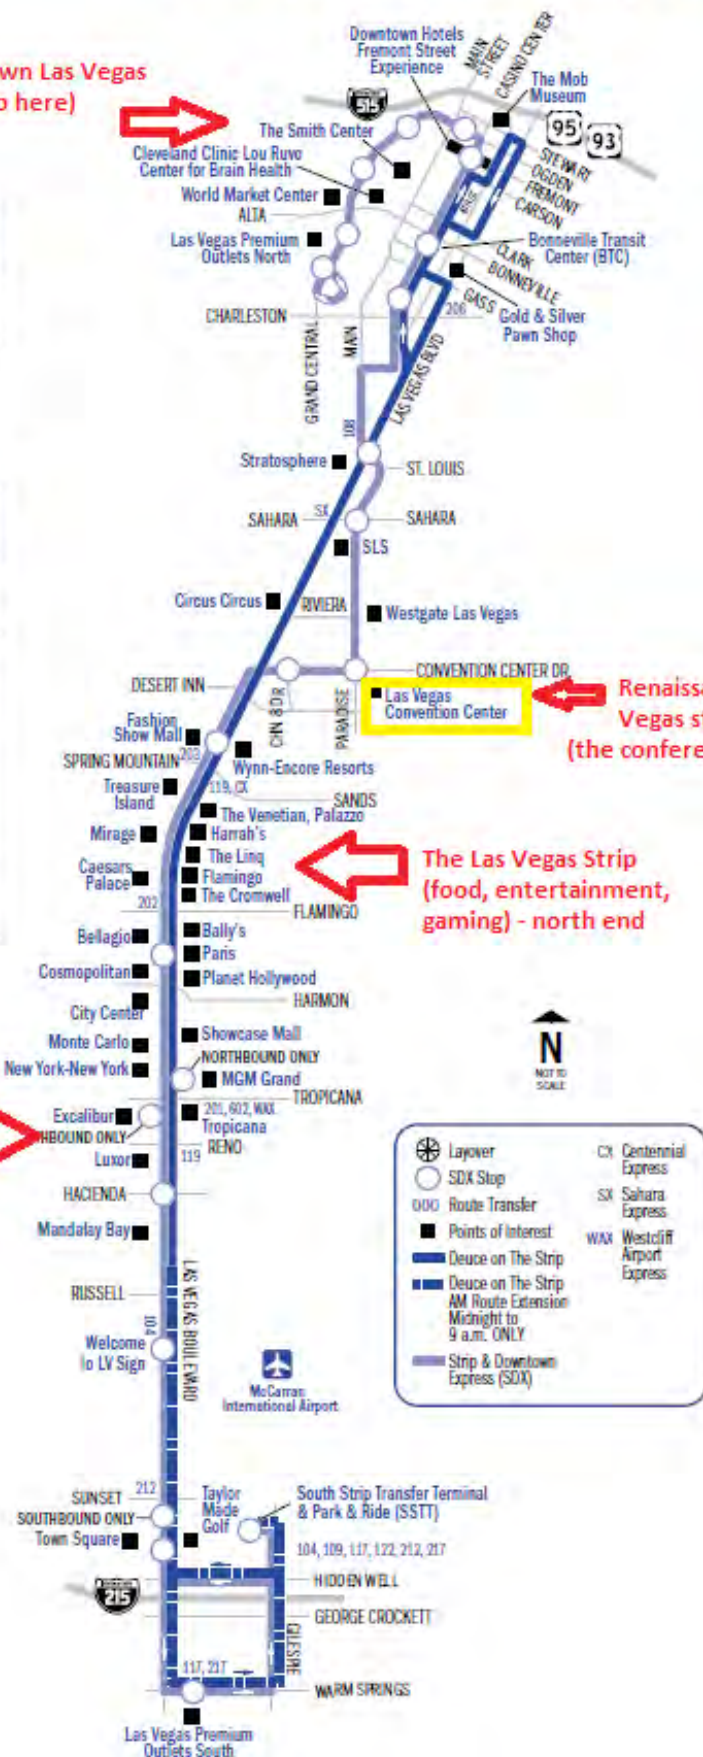 Downtown Hotels
Fremont Street
Experience
MAIN
STREET
CASINO CENTER
wn Las Vegas
o here)
515
The Mob
Museum
95
93
The Smith Center
Cleveland Clinic Lou Ruvo
Center for Brain Health
STEWART
OGDEN
FREMONT
CARSON
World Market Center
ALTA
Las Vegas Premium
Outlets North
Bonneville Transit
Center (BTC)
CLARK
BONNEVILLE
GASS
206
Gold & Silver
Pawn Shop
CHARLESTON
GRAND CENTRAL
MAIN
LAS VEGAS BLVD
108
Stratosphere
ST. LOUIS
SAHARA
SX
SAHARA
SLS
Circus Circus
RIVIERA
Westgate Las Vegas
DESERT INN
CONVENTION CENTER DR
PARADISE
Las Vegas
Convention Center
Renaissa
Vegas st
(the confere
Fashion
Show Mall
SPRING MOUNTAIN
203
Wynn-Encore Resorts
119, CX
Treasure
Island
SANDS
The Venetian, Palazzo
Mirage
Harrah's
The Linq
Caesars
Palace
Flamingo
The Cromwell
The Las Vegas Strip
(food, entertainment,
gaming) - north end
202
FLAMINGO
Bellagio
Bally's
Paris
Cosmopolitan
Planet Hollywood
City Center
HARMON
Monte Carlo
Showcase Mall
New York-New York
NORTHBOUND ONLY
MGM Grand
TROPICANA
N
NOT TO
SCALE
Excalibur
201, 602, WAX
Tropicana
HBOUND ONLY
RENO
Luxor
119
HACIENDA
Mandalay Bay
RUSSELL
LAS VEGAS BOULEVARD
104
Welcome
to LV Sign
McCarran
International Airport
Layover
SDX Stop
000 Route Transfer
Points of Interest
Deuce on The Strip
Deuce on The Strip
AM Route Extension
Midnight to
9 a.m. ONLY
Strip & Downtown
Express (SDX)
CX Centennial
Express
SX Sahara
Express
WAX Westcliff
Airport
Express
SUNSET
212
SOUTHBOUND ONLY
Town Square
Taylor
Made
Golf
South Strip Transfer Terminal
& Park & Ride (SSTT)
104, 109, 117, 122, 212, 217
HIDDEN WELL
215
GEORGE CROCKETT
GILESPIE
117, 217
WARM SPRINGS
Las Vegas Premium
Outlets South